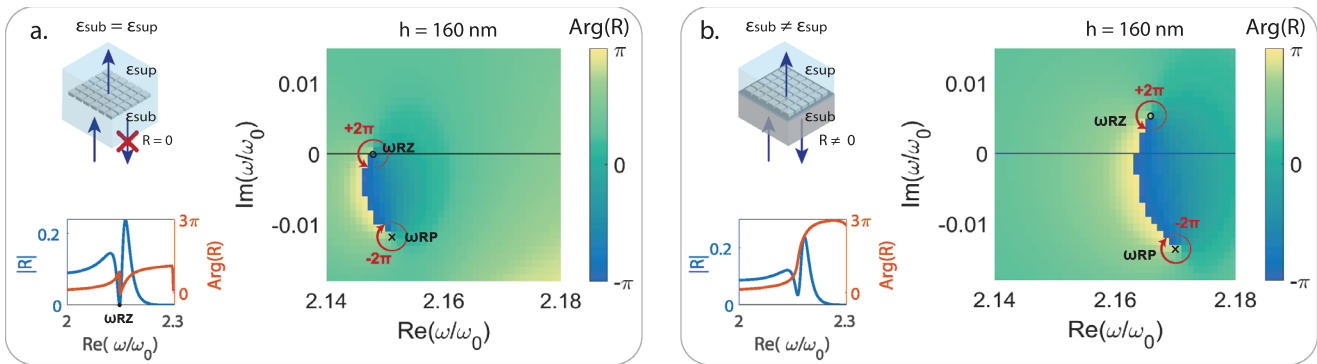 a.
εsub = εsup
εsup
εsub
R = 0
h = 160 nm
Arg(R)
π
0
-π
0.01
0
-0.01
Im(ω/ω0)
+2π
ωRZ
ωRP
-2π
2.14
2.16
2.18
Re(ω/ω0)
|R|
0.2
0
3π
0
Arg(R)
2
ωRZ
2.3
Re( ω/ω0)
b.
εsub ≠ εsup
εsup
εsub
R ≠ 0
h = 160 nm
Arg(R)
π
0
-π
0.01
0
-0.01
Im(ω/ω0)
+2π
ωRZ
-2π
ωRP
2.14
2.16
2.18
Re(ω/ω0)
|R|
0.2
0
3π
0
Arg(R)
2
2.3
Re( ω/ω0)